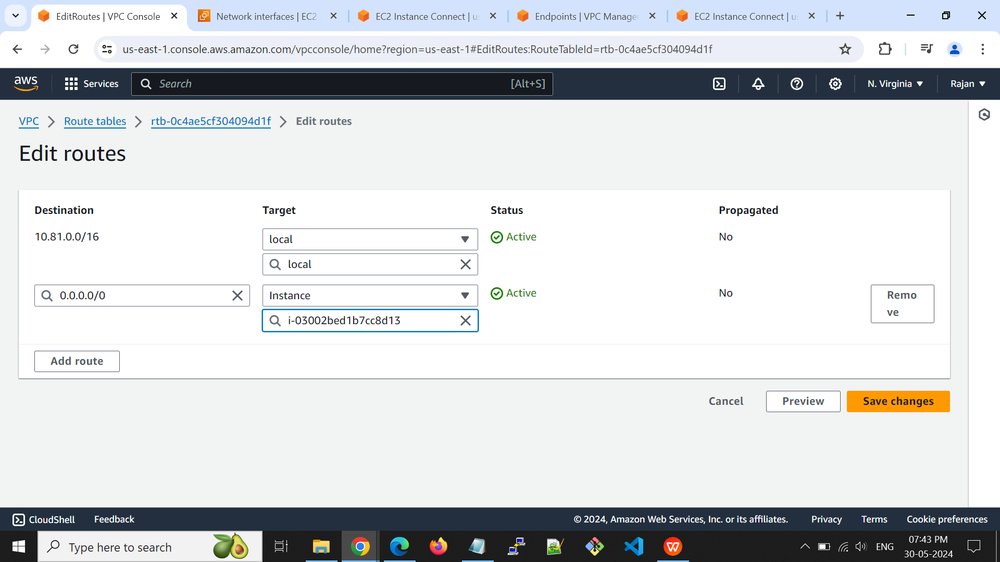 EditRoutes | VPC Console
Network interfaces | EC2
EC2 Instance Connect | us
Endpoints | VPC Manager
EC2 Instance Connect | us
us-east-1.console.aws.amazon.com/vpcconsole/home?region=us-east-1#EditRoutes:RouteTableId=rtb-0c4ae5cf304094d1f
aws
Services
Search
[Alt+S]
N. Virginia
Rajan
VPC
Route tables
rtb-0c4ae5cf304094d1f
Edit routes
Edit routes
Destination
Target
Status
Propagated
10.81.0.0/16
local
Active
No
local
0.0.0.0/0
Instance
Active
No
Remo
ve
i-03002bed1b7cc8d13
Add route
Cancel
Preview
Save changes
CloudShell
Feedback
© 2024, Amazon Web Services, Inc. or its affiliates.
Privacy
Terms
Cookie preferences
Type here to search
ENG
07:43 PM
30-05-2024